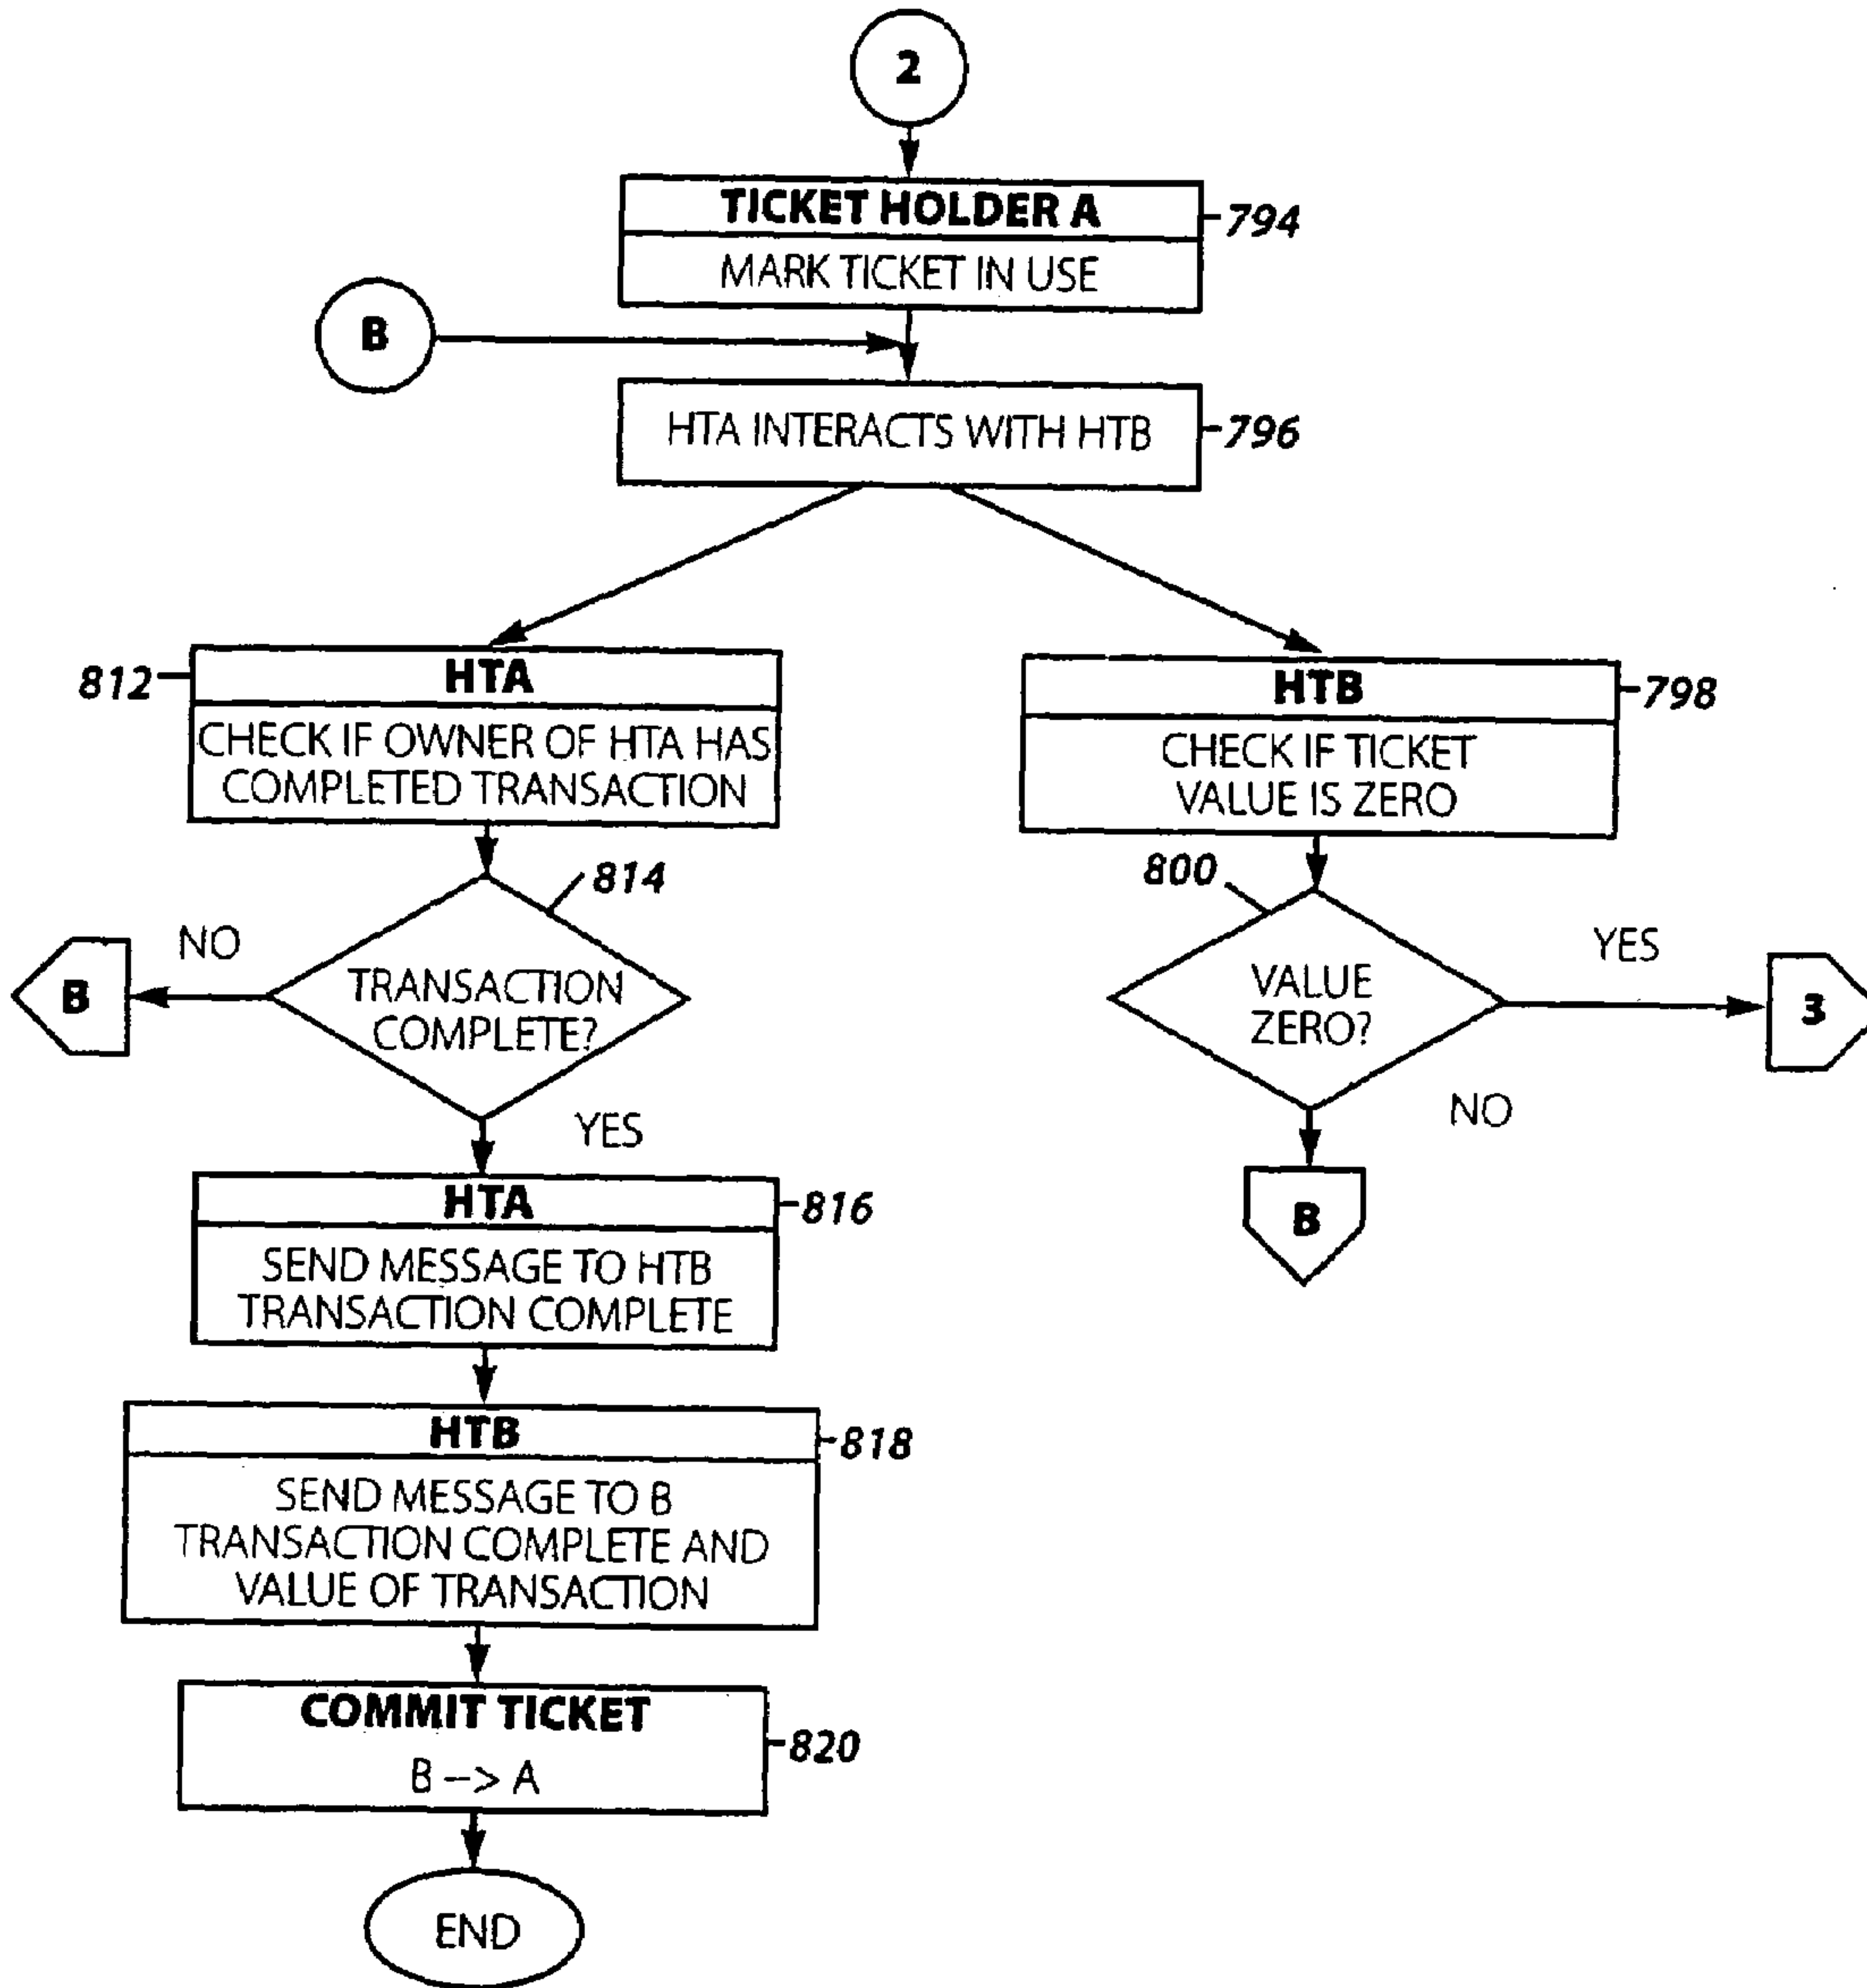 2
TICKET HOLDER A
794
MARK TICKET IN USE
B
HTA INTERACTS WITH HTB
796
812
HTA
CHECK IF OWNER OF HTA HAS
COMPLETED TRANSACTION
HTB
798
CHECK IF TICKET
VALUE IS ZERO
814
800
NO
B
TRANSACTION
COMPLETE?
YES
VALUE
ZERO?
YES
3
NO
B
HTA
816
SEND MESSAGE TO HTB
TRANSACTION COMPLETE
HTB
818
SEND MESSAGE TO B
TRANSACTION COMPLETE AND
VALUE OF TRANSACTION
COMMIT TICKET
820
B --> A
END